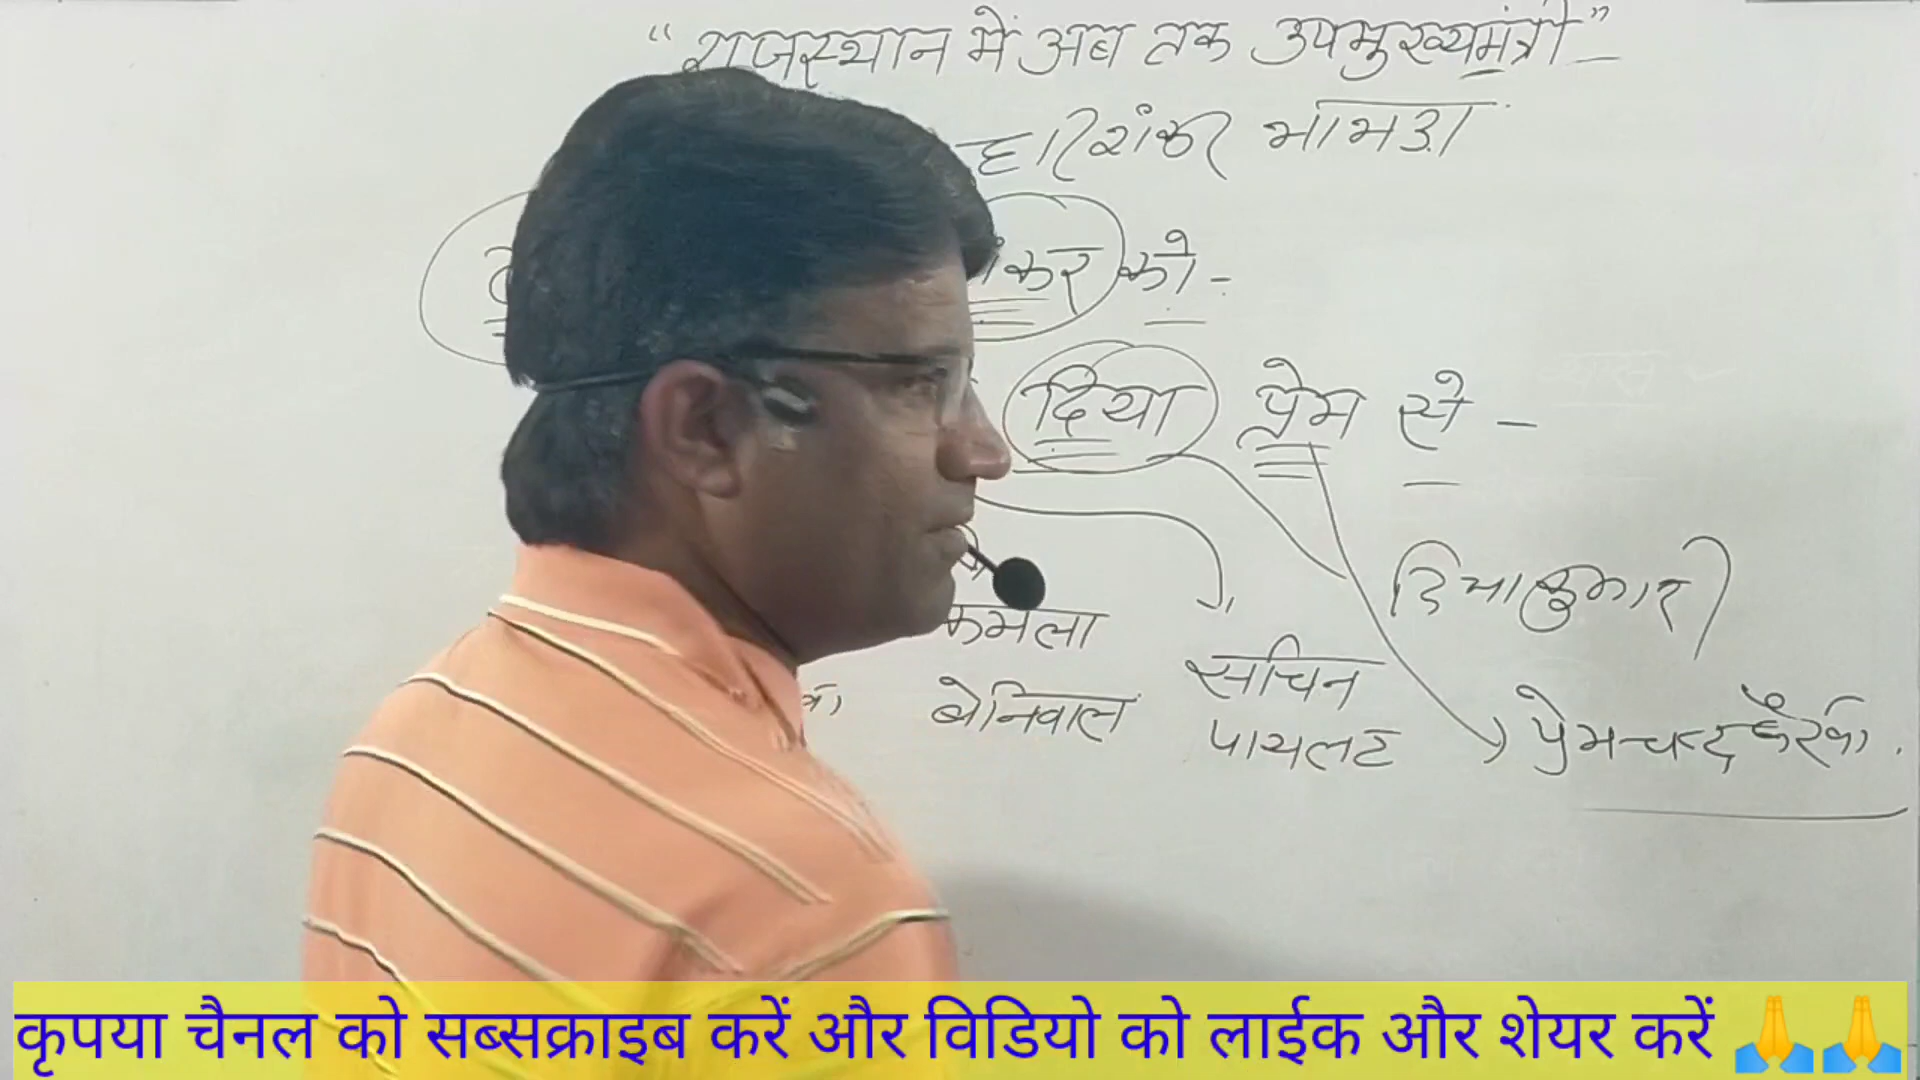 "राजस्थान में अब तक उपमुख्यमंत्री" -
हरिशंकर भाभड़ा
को -
दिया प्रेम से -
दियाकुमारी
कमला
बेनिवाल
सचिन
पायलट
प्रेमचन्द बैरवा.
कृपया चैनल को सब्सक्राइब करें और विडियो को लाईक और शेयर करें 🙏🙏